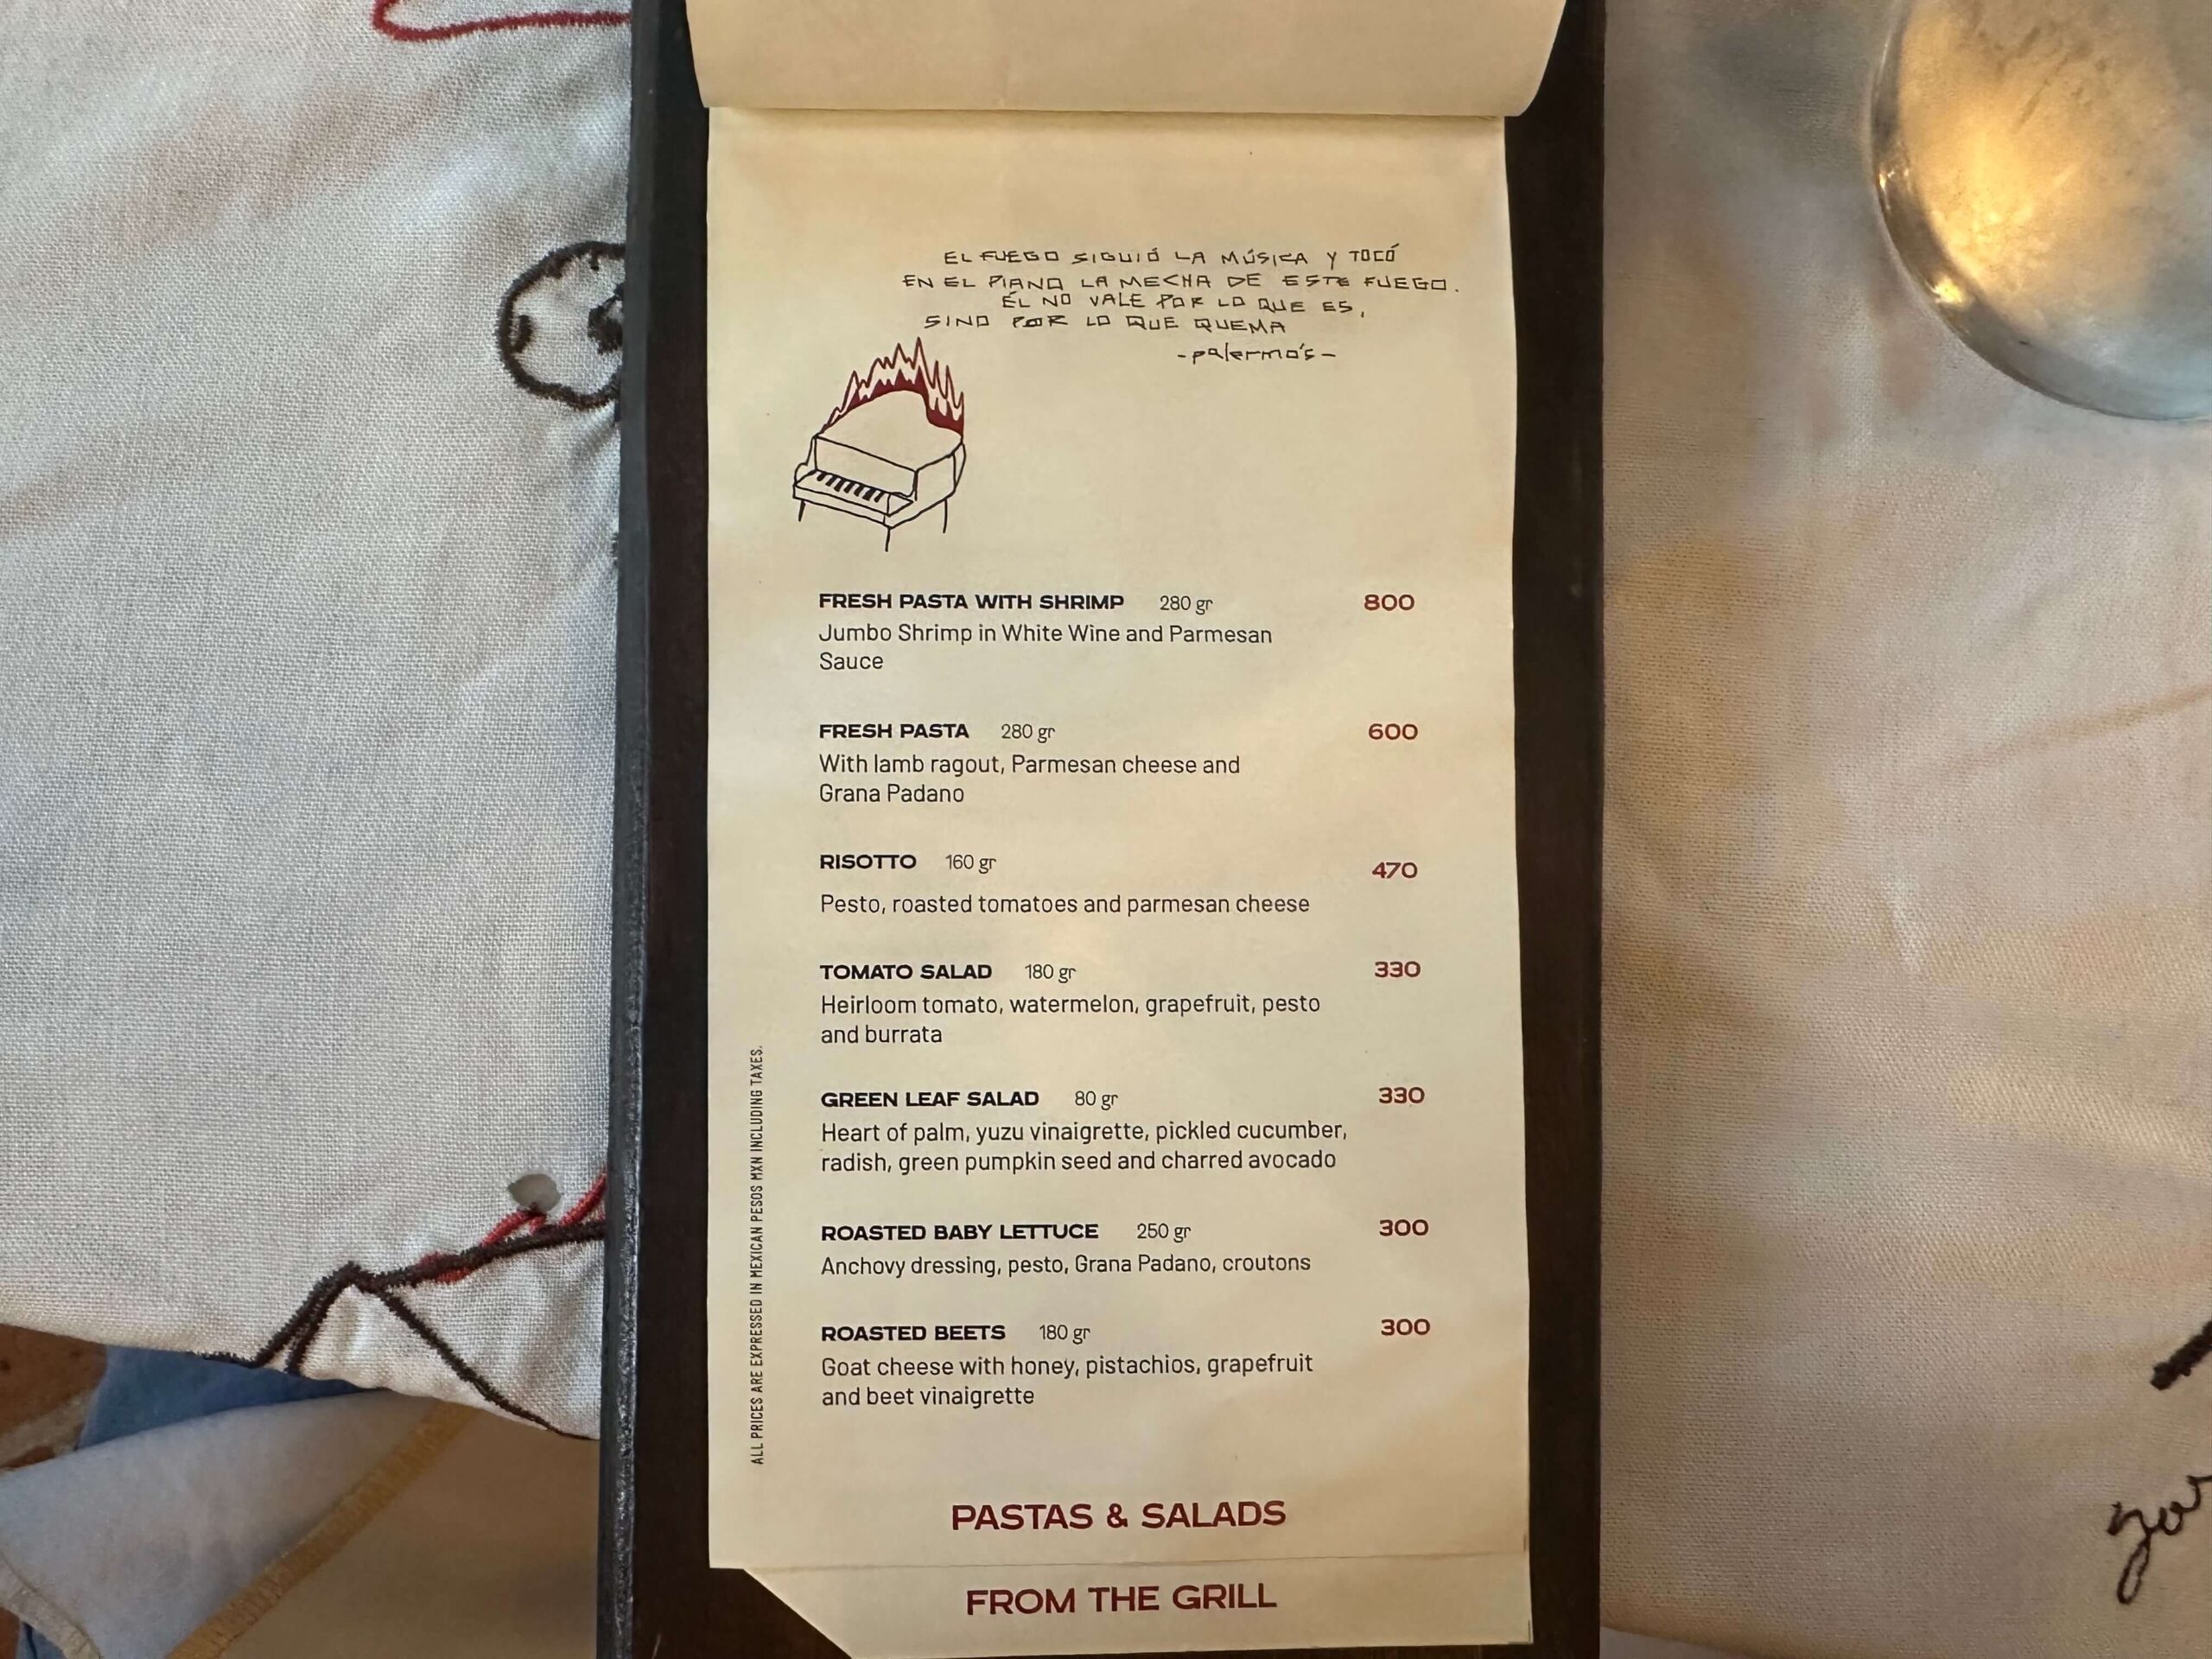 EL FUEGO SIGUIÓ LA MÚSICA Y TOCÓ
EN EL PIANO LA MECHA DE ESTE FUEGO.
ÉL NO VALE POR LO QUE ES,
SINO POR LO QUE QUEMA
-palermo's-
FRESH PASTA WITH SHRIMP 280 gr 800
Jumbo Shrimp in White Wine and Parmesan
Sauce
FRESH PASTA 280 gr 600
With lamb ragout, Parmesan cheese and
Grana Padano
RISOTTO 160 gr 470
Pesto, roasted tomatoes and parmesan cheese
TOMATO SALAD 180 gr 330
Heirloom tomato, watermelon, grapefruit, pesto
and burrata
GREEN LEAF SALAD 80 gr 330
Heart of palm, yuzu vinaigrette, pickled cucumber,
radish, green pumpkin seed and charred avocado
ROASTED BABY LETTUCE 250 gr 300
Anchovy dressing, pesto, Grana Padano, croutons
ROASTED BEETS 180 gr 300
Goat cheese with honey, pistachios, grapefruit
and beet vinaigrette
ALL PRICES ARE EXPRESSED IN MEXICAN PESOS MXN INCLUDING TAXES.
PASTAS & SALADS
FROM THE GRILL